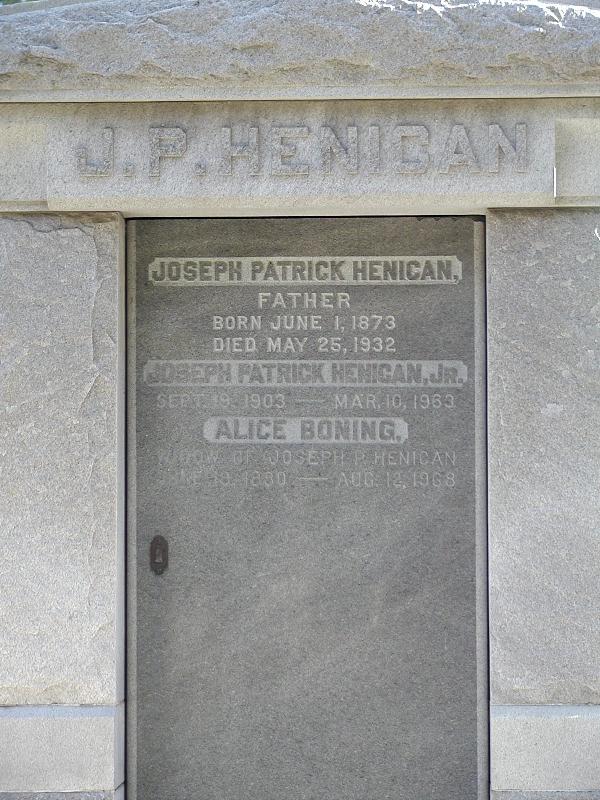 J.P.HENICAN
JOSEPH PATRICK HENICAN.
FATHER
BORN JUNE 1, 1873
DIED MAY 25, 1932
JOSEPH PATRICK HENICAN, JR.
SEPT. 19, 1903 — MAR. 10, 1963
ALICE BONING.
WIDOW OF JOSEPH P. HENICAN
JUNE — AUG. 12, 1968